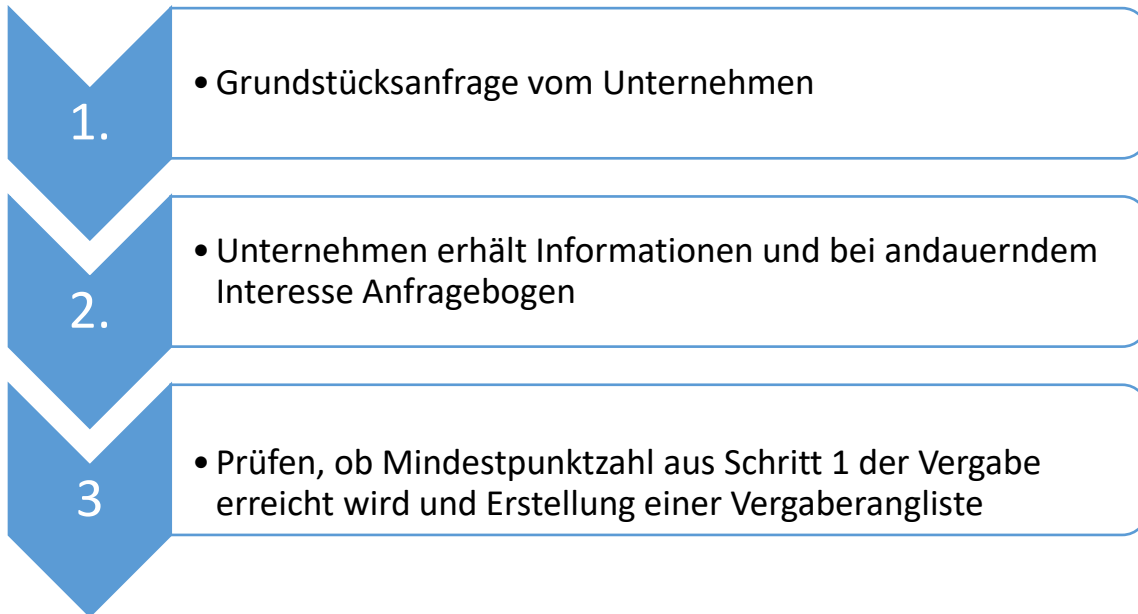 1.
• Grundstücksanfrage vom Unternehmen
2.
• Unternehmen erhält Informationen und bei andauerndem
Interesse Anfragebogen
3
• Prüfen, ob Mindestpunktzahl aus Schritt 1 der Vergabe
erreicht wird und Erstellung einer Vergaberangliste